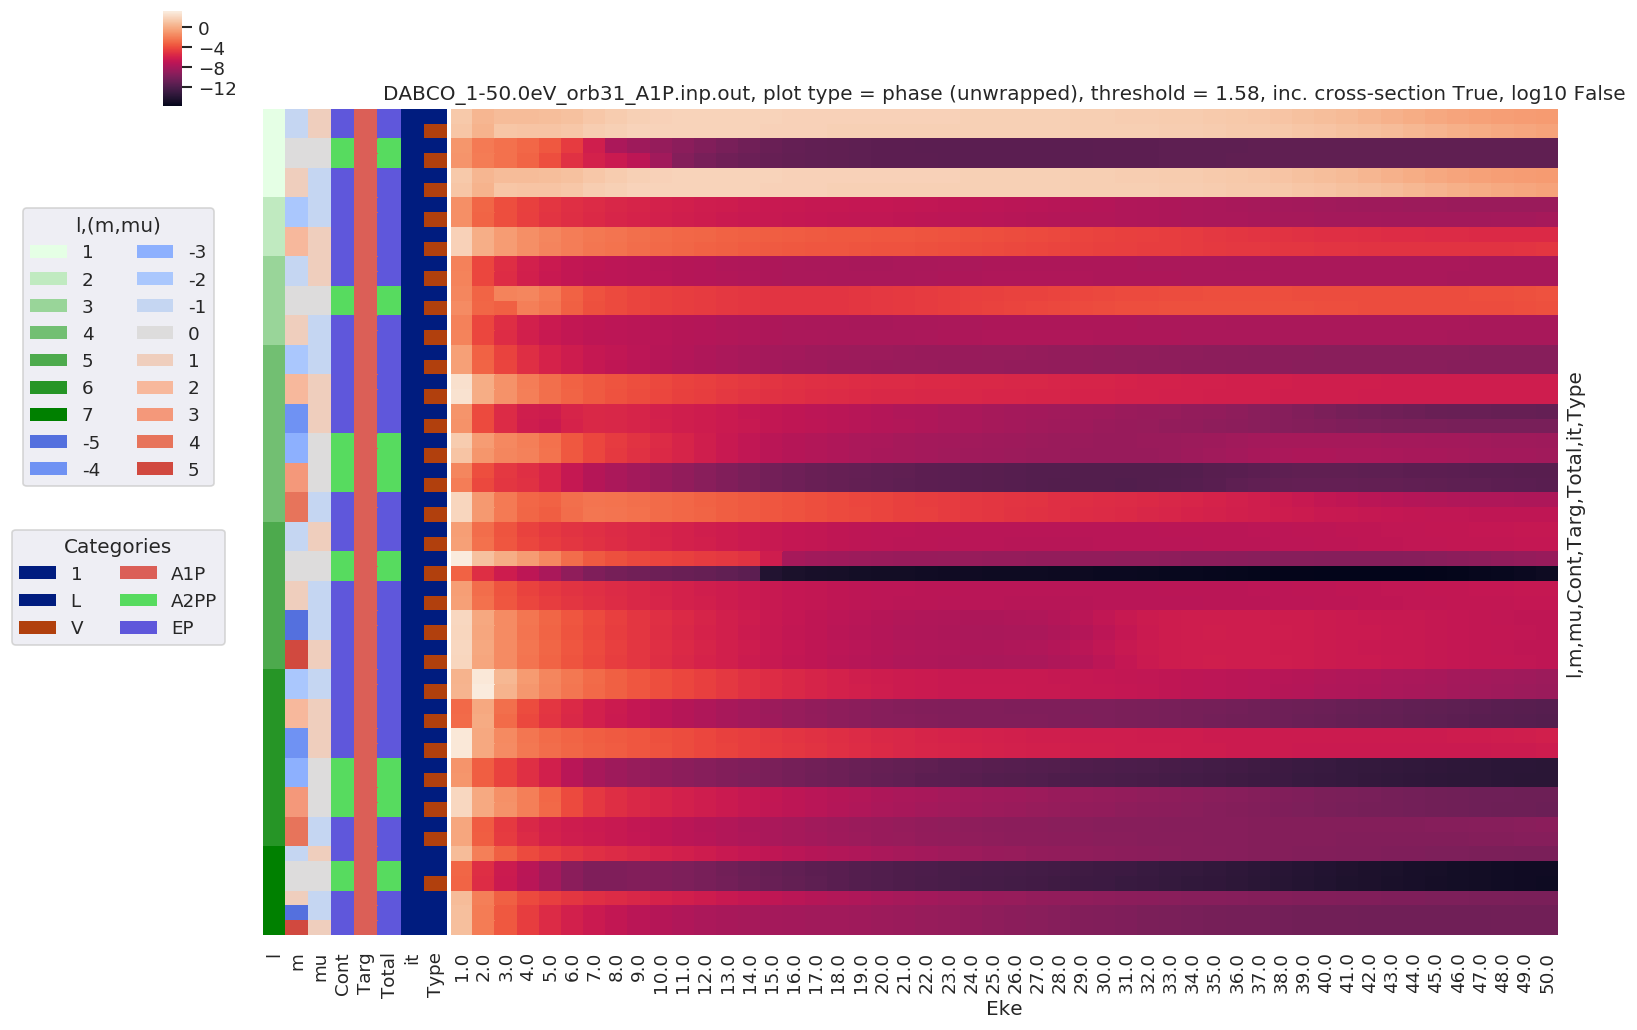 0
−4
−8
−12
DABCO_1-50.0eV_orb31_A1P.inp.out, plot type = phase (unwrapped), threshold = 1.58, inc. cross-section True, log10 False
l,(m,mu)
1 -3
2 -2
3 -1
4 0
5 1
6 2
7 3
-5 4
-4 5
Categories
1 A1P
L A2PP
V EP
l,m,mu,Cont,Targ,Total,it,Type
l m mu Cont Targ Total it Type 1.0 2.0 3.0 4.0 5.0 6.0 7.0 8.0 9.0 10.0 11.0 12.0 13.0 14.0 15.0 16.0 17.0 18.0 19.0 20.0 21.0 22.0 23.0 24.0 25.0 26.0 27.0 28.0 29.0 30.0 31.0 32.0 33.0 34.0 35.0 36.0 37.0 38.0 39.0 40.0 41.0 42.0 43.0 44.0 45.0 46.0 47.0 48.0 49.0 50.0
Eke